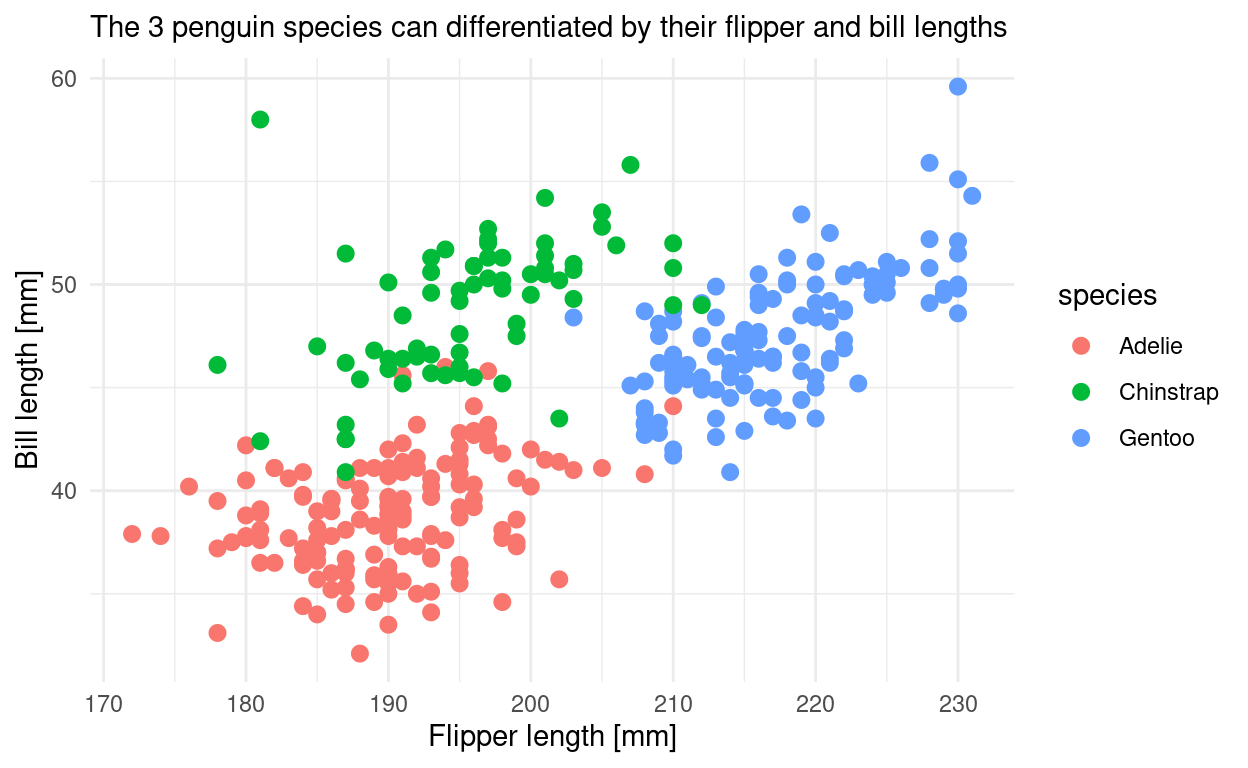 The 3 penguin species can differentiated by their flipper and bill lengths
60
50
40
Bill length [mm]
170 180 190 200 210 220 230
Flipper length [mm]
species
Adelie
Chinstrap
Gentoo